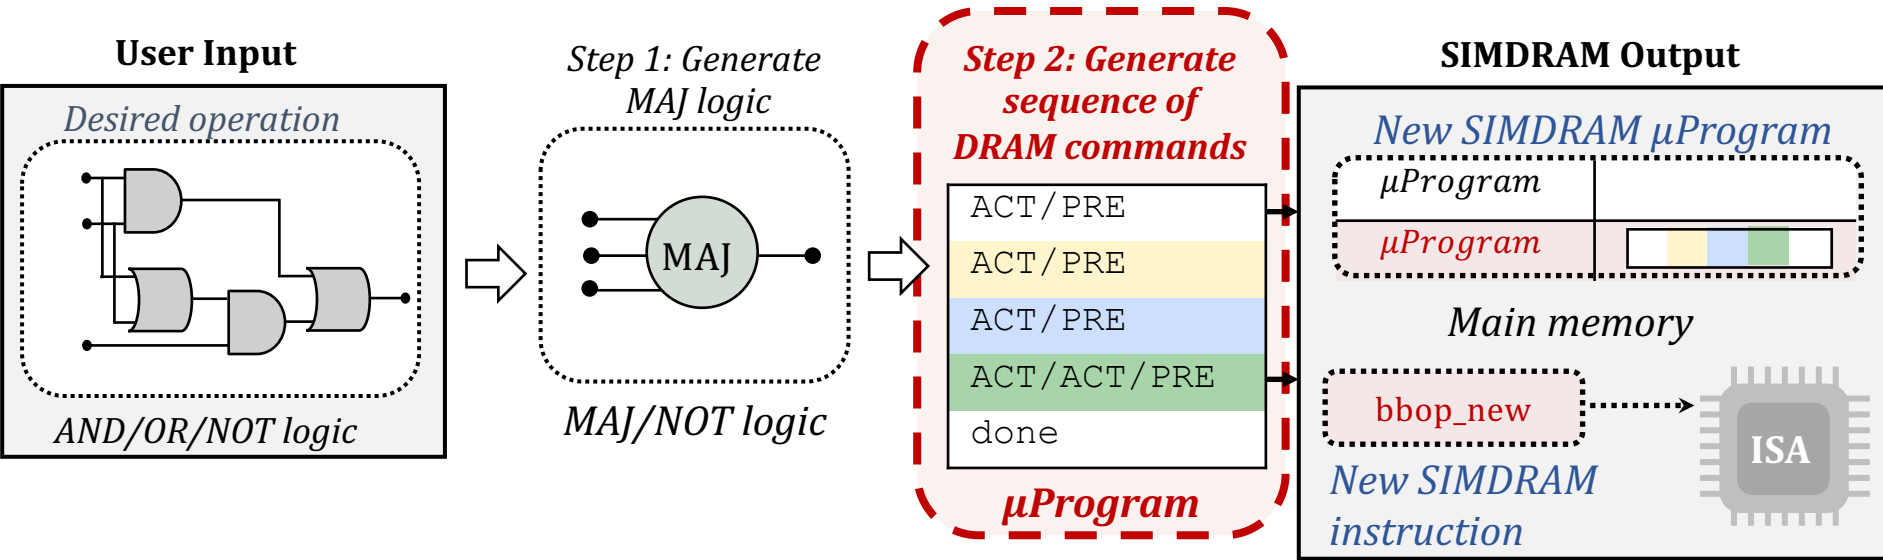 User Input
Desired operation
AND/OR/NOT logic
Step 1: Generate
MAJ logic
MAJ
MAJ/NOT logic
Step 2: Generate
sequence of
DRAM commands
ACT/PRE
ACT/PRE
ACT/PRE
ACT/ACT/PRE
done
μProgram
SIMDRAM Output
New SIMDRAM μProgram
μProgram
μProgram
Main memory
bbop_new
ISA
New SIMDRAM
instruction